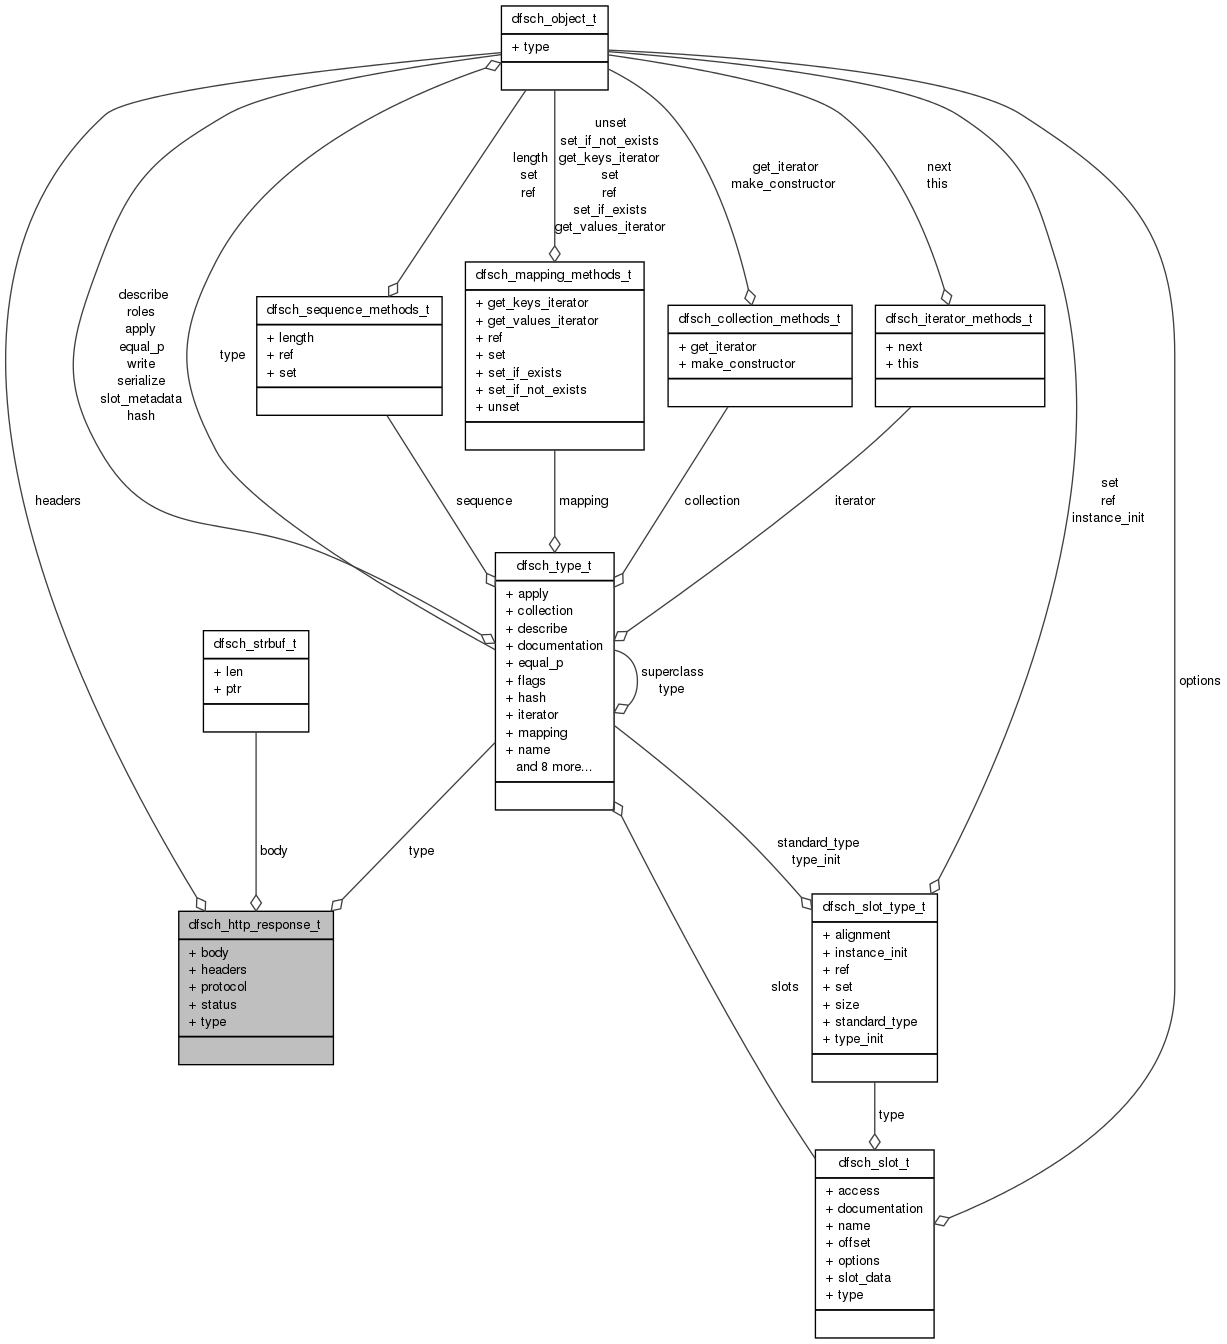 dfsch_object_t
+ type
unset
set_if_not_exists
get_keys_iterator
set
ref
set_if_exists
get_values_iterator
length
set
ref
get_iterator
make_constructor
next
this
describe
roles
apply
equal_p
write
serialize
slot_metadata
hash
type
dfsch_sequence_methods_t
+ length
+ ref
+ set
dfsch_mapping_methods_t
+ get_keys_iterator
+ get_values_iterator
+ ref
+ set
+ set_if_exists
+ set_if_not_exists
+ unset
dfsch_collection_methods_t
+ get_iterator
+ make_constructor
dfsch_iterator_methods_t
+ next
+ this
headers
sequence
mapping
collection
iterator
set
ref
instance_init
options
dfsch_strbuf_t
+ len
+ ptr
dfsch_type_t
+ apply
+ collection
+ describe
+ documentation
+ equal_p
+ flags
+ hash
+ iterator
+ mapping
+ name
and 8 more...
superclass
type
body
type
standard_type
type_init
dfsch_http_response_t
+ body
+ headers
+ protocol
+ status
+ type
slots
dfsch_slot_type_t
+ alignment
+ instance_init
+ ref
+ set
+ size
+ standard_type
+ type_init
type
dfsch_slot_t
+ access
+ documentation
+ name
+ offset
+ options
+ slot_data
+ type